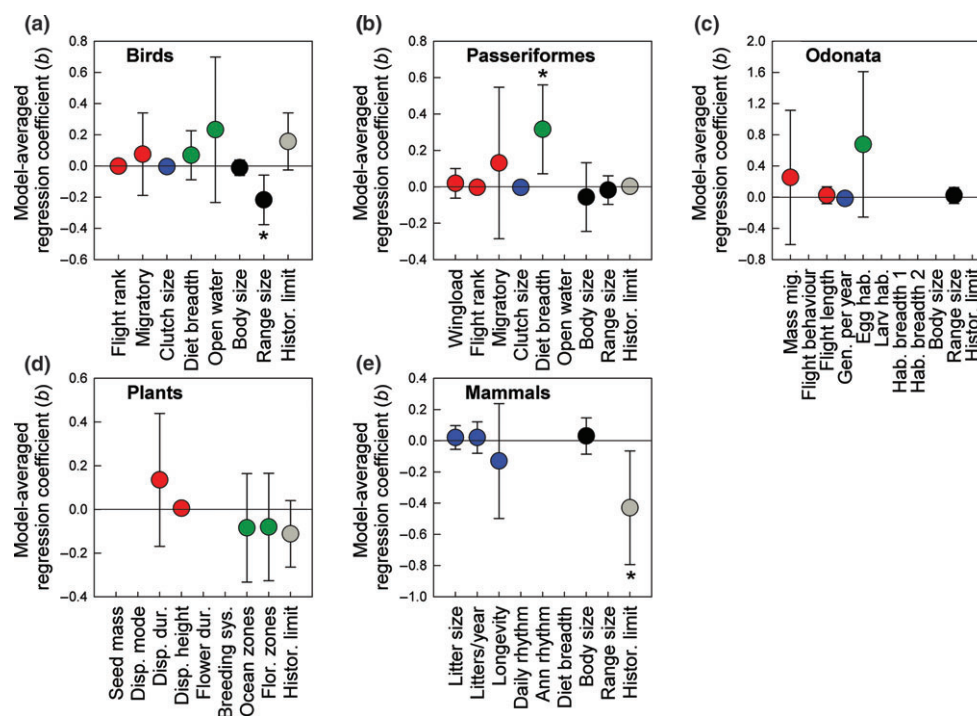 (a)
Birds
Model-averaged
regression coefficient (b)
0.8
0.6
0.4
0.2
0.0
−0.2
−0.4
−0.6
*
Flight rank
Migratory
Clutch size
Diet breadth
Open water
Body size
Range size
Histor. limit
(b)
Passeriformes
Model-averaged
regression coefficient (b)
0.8
0.6
0.4
0.2
0.0
−0.2
−0.4
*
Wingload
Flight rank
Migratory
Clutch size
Diet breadth
Open water
Body size
Range size
Histor. limit
(c)
Odonata
Model-averaged
regression coefficient (b)
2.0
1.6
1.2
0.8
0.4
0.0
−0.4
−0.8
Mass mig.
Flight behaviour
Flight length
Gen. per year
Egg hab.
Larv hab.
Hab. breadth 1
Hab. breadth 2
Body size
Range size
Histor. limit
(d)
Plants
Model-averaged
regression coefficient (b)
0.6
0.4
0.2
0.0
−0.2
−0.4
Seed mass
Disp. mode
Disp. dur.
Disp. height
Flower dur.
Breeding sys.
Ocean zones
Flor. zones
Histor. limit
(e)
Mammals
Model-averaged
regression coefficient (b)
0.4
0.2
0.0
−0.2
−0.4
−0.6
−0.8
−1.0
*
Litter size
Litters/year
Longevity
Daily rhythm
Ann rhythm
Diet breadth
Body size
Range size
Histor. limit